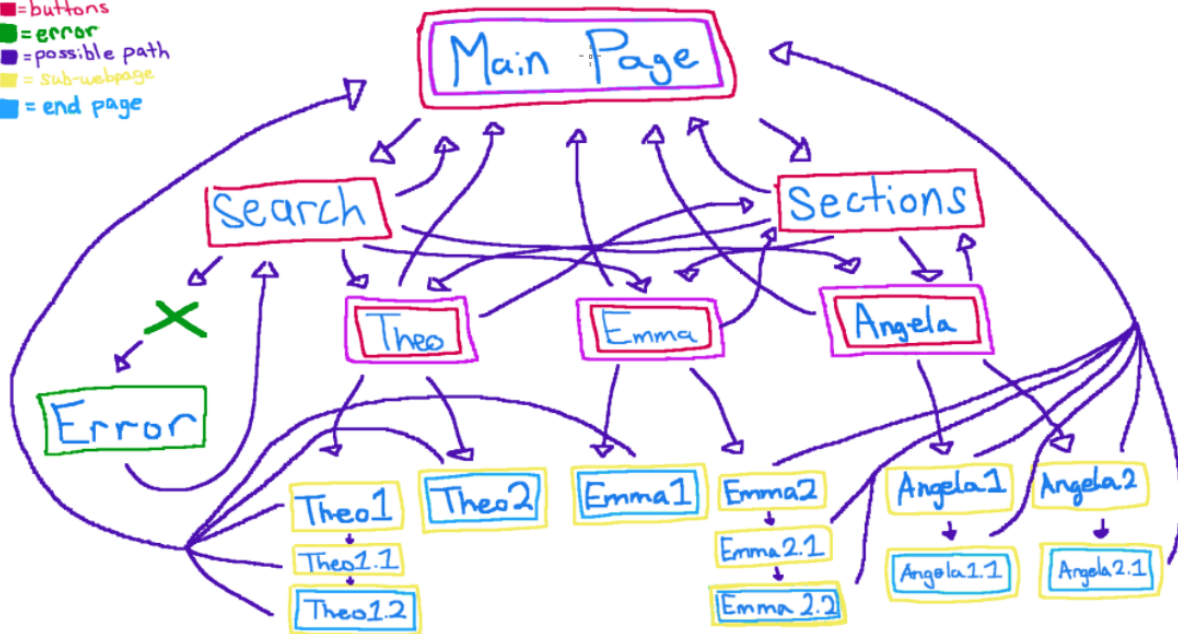 =buttons
=error
=possible path
= sub-webpage
= end page
Main Page
Search
Sections
Theo
Emma
Angela
Error
Theo1
Theo2
Emma1
Emma2
Angela1
Angela2
Theo1.1
Emma2.1
Angela1.1
Angela2.1
Theo1.2
Emma 2.2